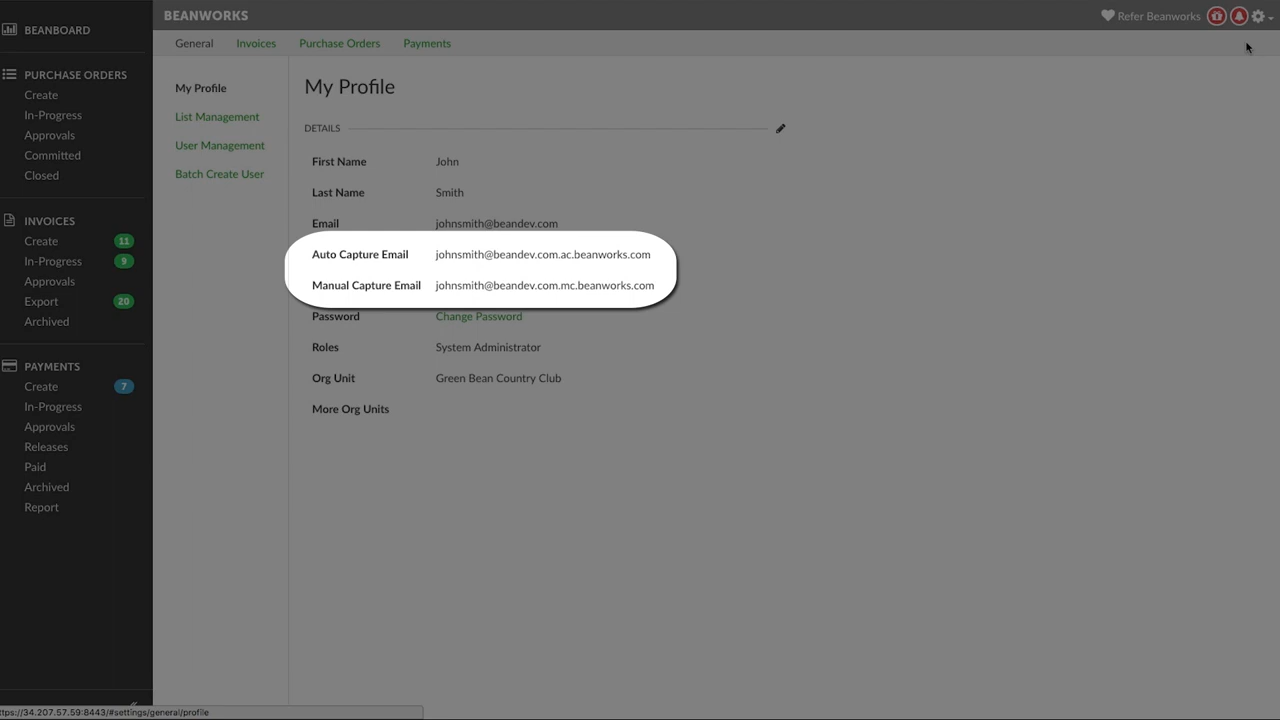 BEANBOARD
PURCHASE ORDERS
Create
In-Progress
Approvals
Committed
Closed
INVOICES
Create 11
In-Progress 9
Approvals
Export 20
Archived
PAYMENTS
Create 7
In-Progress
Approvals
Releases
Paid
Archived
Report
BEANWORKS
Refer Beanworks
General Invoices Purchase Orders Payments
My Profile
List Management
User Management
Batch Create User
My Profile
DETAILS
First Name John
Last Name Smith
Email johnsmith@beandev.com
Auto Capture Email johnsmith@beandev.com.ac.beanworks.com
Manual Capture Email johnsmith@beandev.com.mc.beanworks.com
Password Change Password
Roles System Administrator
Org Unit Green Bean Country Club
More Org Units
ttps://34.207.57.59:8443/#settings/general/profile